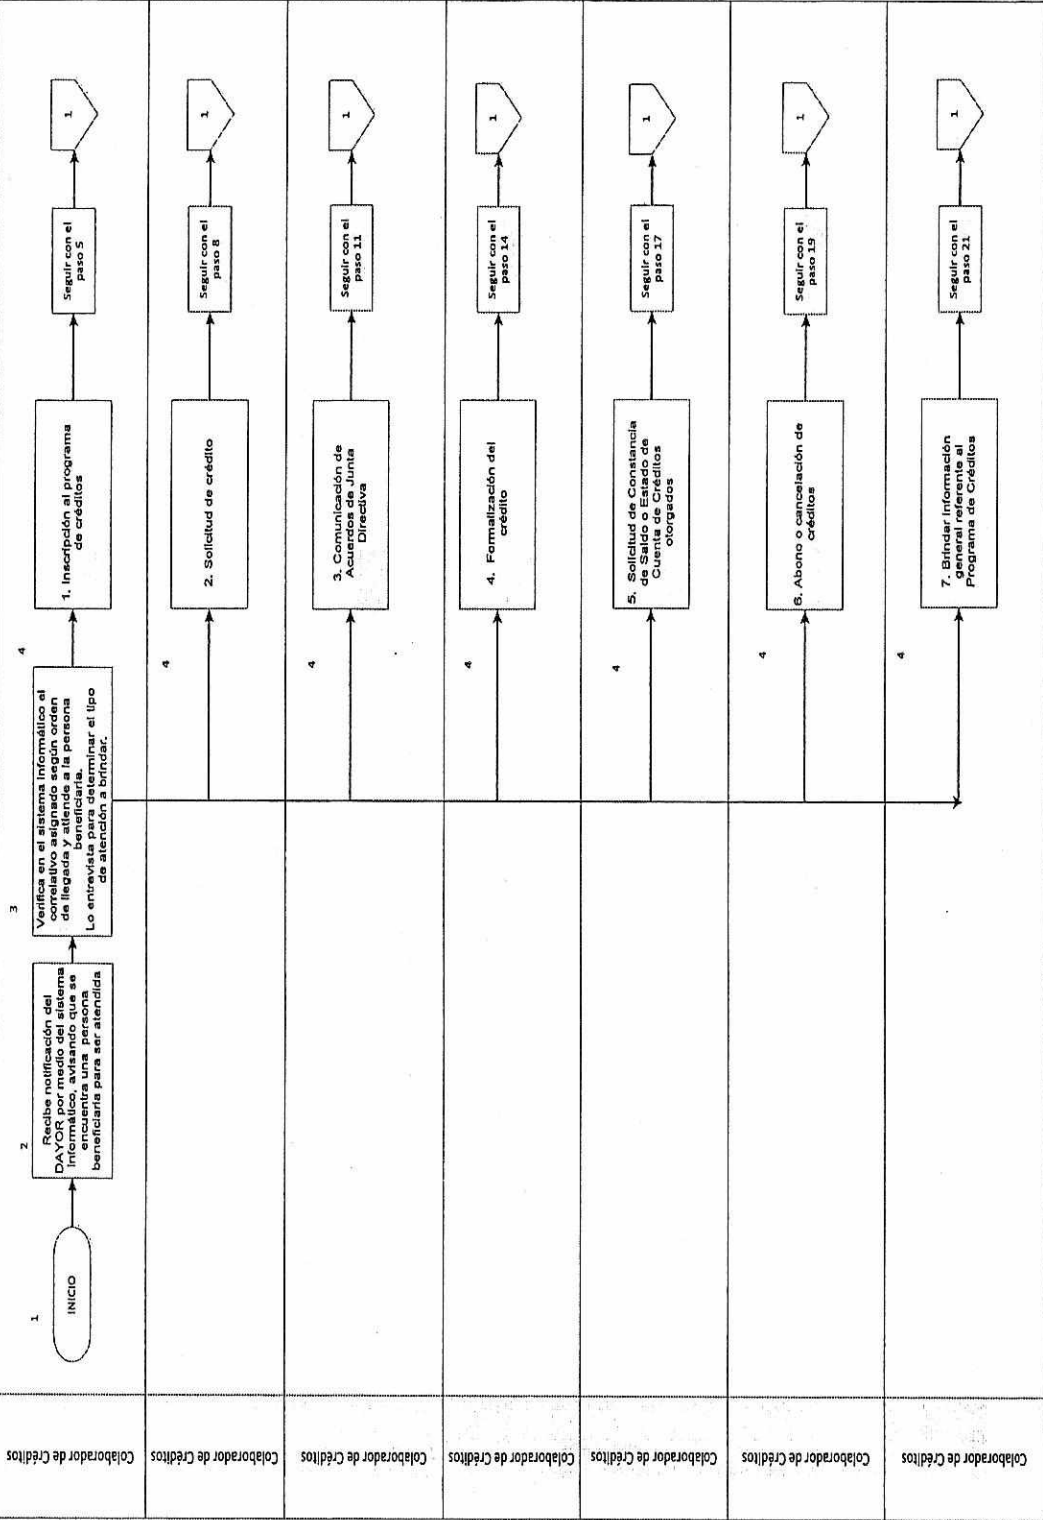 Colaborador de Créditos
1
INICIO
2
Recibe notificación del
DAYOR por medio del sistema
Informático, avisando que se
encuentra una persona
beneficiaria para ser atendida
3
Verifica en el sistema informático el
correlativo asignado según orden
de llegada y atiende a la persona
beneficiaria.
Lo entrevista para determinar el tipo
de atención a brindar.
4
1. Inscripción al programa
de créditos
Seguir con el
paso 5
1
Colaborador de Créditos
4
2. Solicitud de crédito
Seguir con el
paso 8
1
Colaborador de Créditos
4
3. Comunicación de
Acuerdos de Junta
Directiva
Seguir con el
paso 11
1
Colaborador de Créditos
4
4. Formalización del
crédito
Seguir con el
paso 14
1
Colaborador de Créditos
4
5. Solicitud de Constancia
de Saldo o Estado de
Cuenta de Créditos
otorgados
Seguir con el
paso 17
1
Colaborador de Créditos
4
6. Abono o cancelación de
créditos
Seguir con el
paso 19
1
Colaborador de Créditos
4
7. Brindar Información
general referente al
Programa de Créditos
Seguir con el
paso 21
1